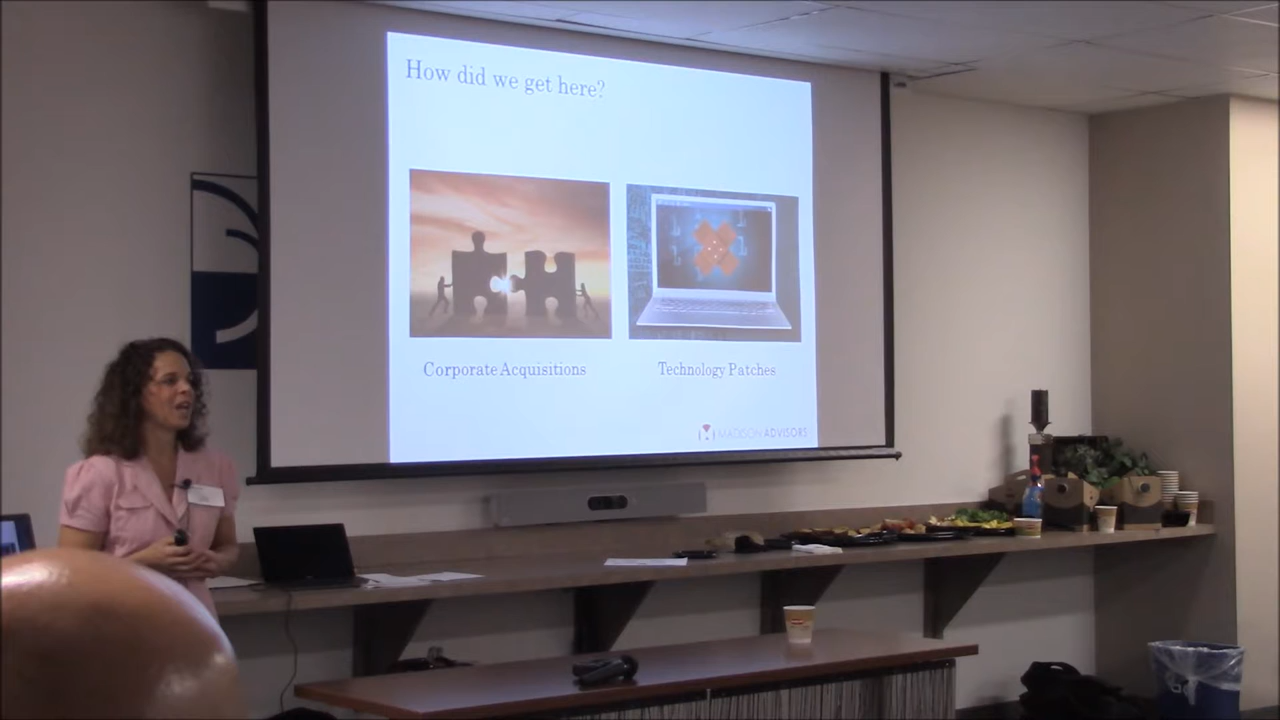 How did we get here?
Corporate Acquisitions
Technology Patches
MADISON ADVISORS